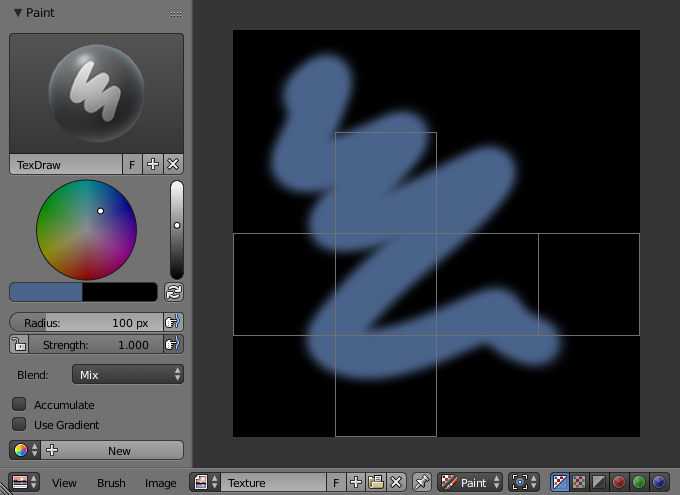 Paint
TexDraw F
Radius: 100 px
Strength: 1.000
Blend: Mix
Accumulate
Use Gradient
New
View Brush Image Texture F Paint